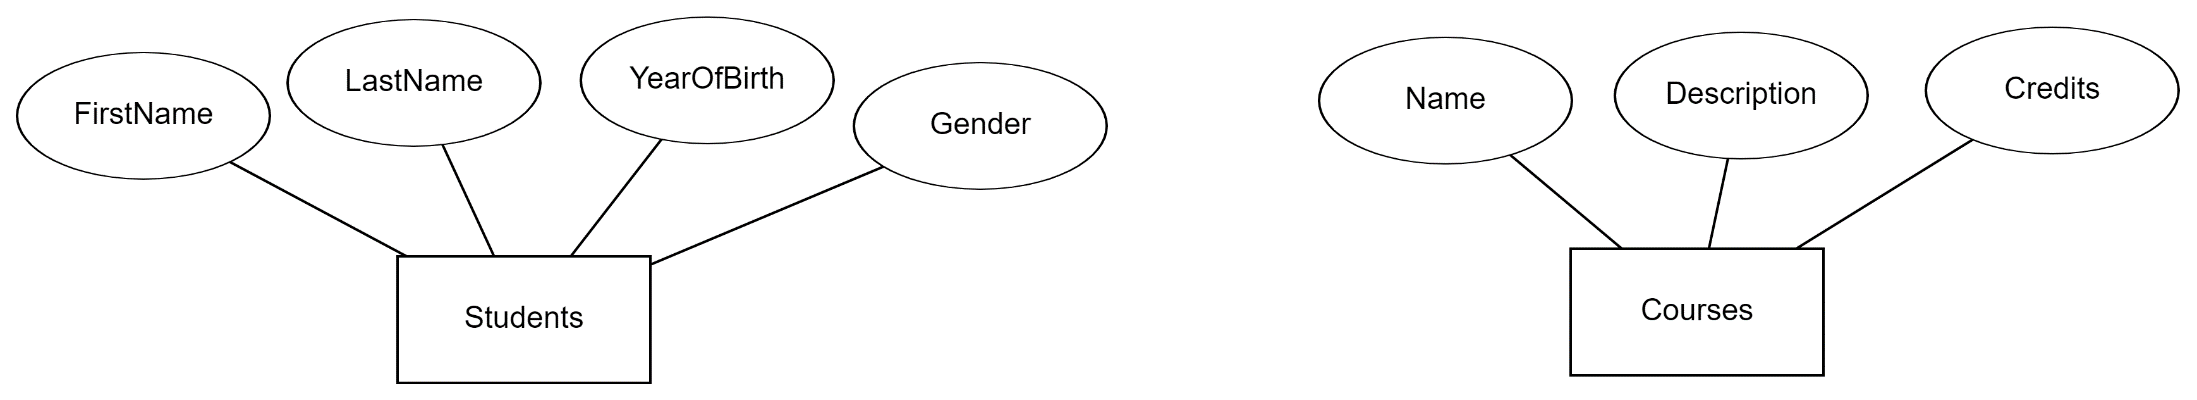 FirstName
LastName
YearOfBirth
Gender
Students
Name
Description
Credits
Courses